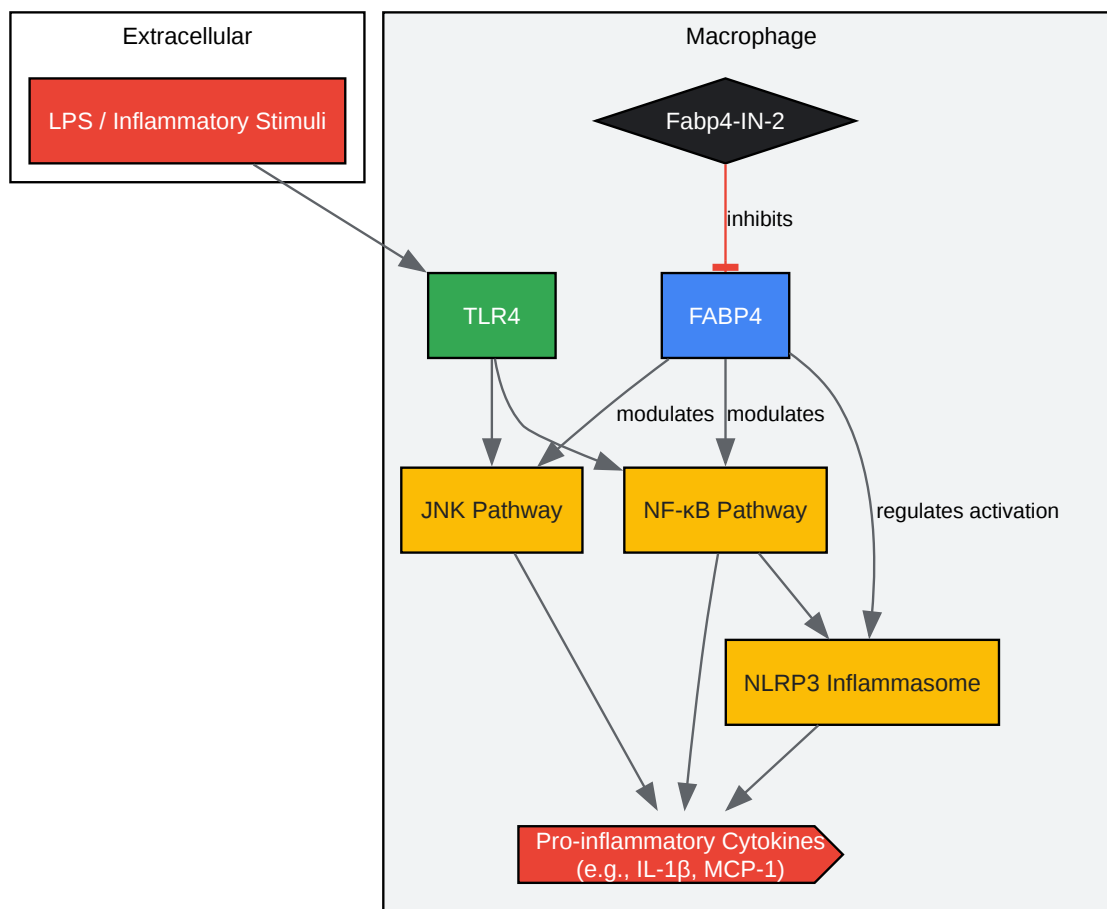 Extracellular
Macrophage
LPS / Inflammatory Stimuli
Fabp4-IN-2
inhibits
TLR4
FABP4
modulates
modulates
JNK Pathway
NF-κB Pathway
regulates activation
NLRP3 Inflammasome
Pro-inflammatory Cytokines
(e.g., IL-1β, MCP-1)